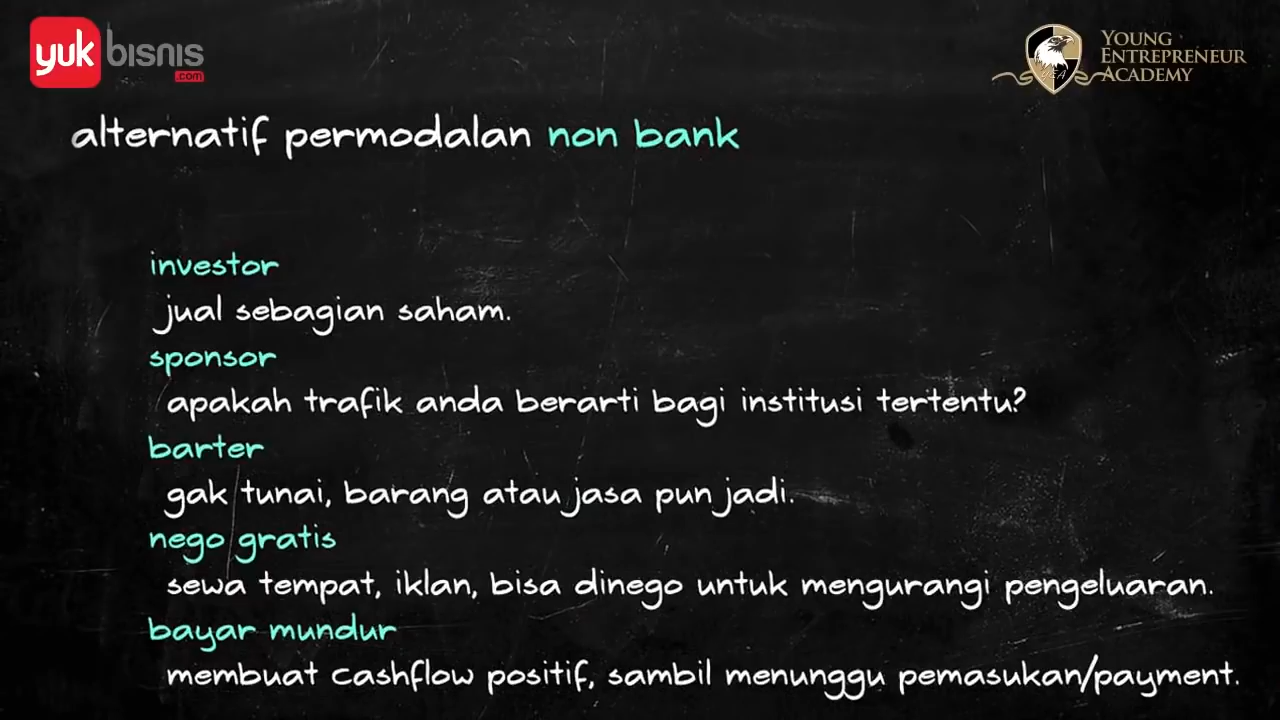 yukbisnis
.com
YOUNG
ENTREPRENEUR
ACADEMY
YEA
alternatif permodalan non bank
investor
jual sebagian saham.
sponsor
apakah trafik anda berarti bagi institusi tertentu?
barter
gak tunai, barang atau jasa pun jadi.
nego gratis
sewa tempat, iklan, bisa dinego untuk mengurangi pengeluaran.
bayar mundur
membuat cashflow positif, sambil menunggu pemasukan/payment.